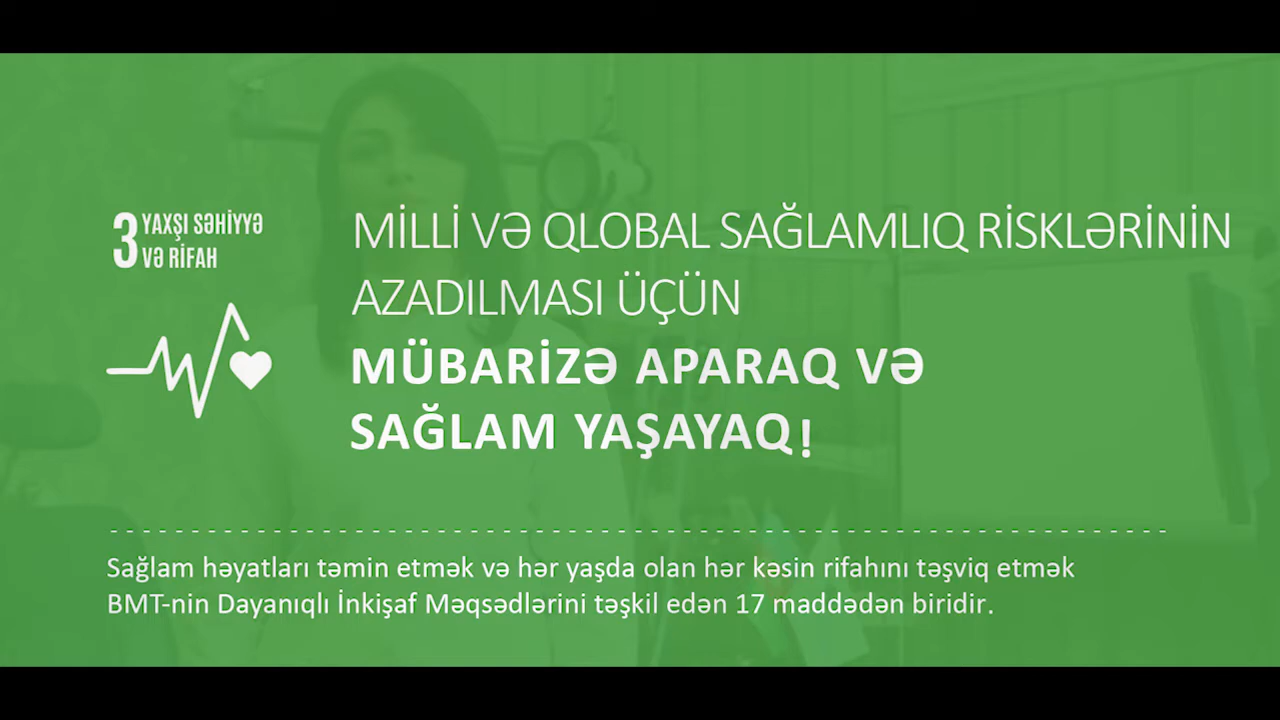 3 YAXŞI SƏHİYYƏ
VƏ RİFAH
MİLLİ VƏ QLOBAL SAĞLAMLIQ RİSKLƏRİNİN
AZADILMASI ÜÇÜN
MÜBARİZƏ APARAQ VƏ
SAĞLAM YAŞAYAQ!
Sağlam həyatları təmin etmək və hər yaşda olan hər kəsin rifahını təşviq etmək
BMT-nin Dayanıqlı İnkişaf Məqsədlərini təşkil edən 17 maddədən biridir.